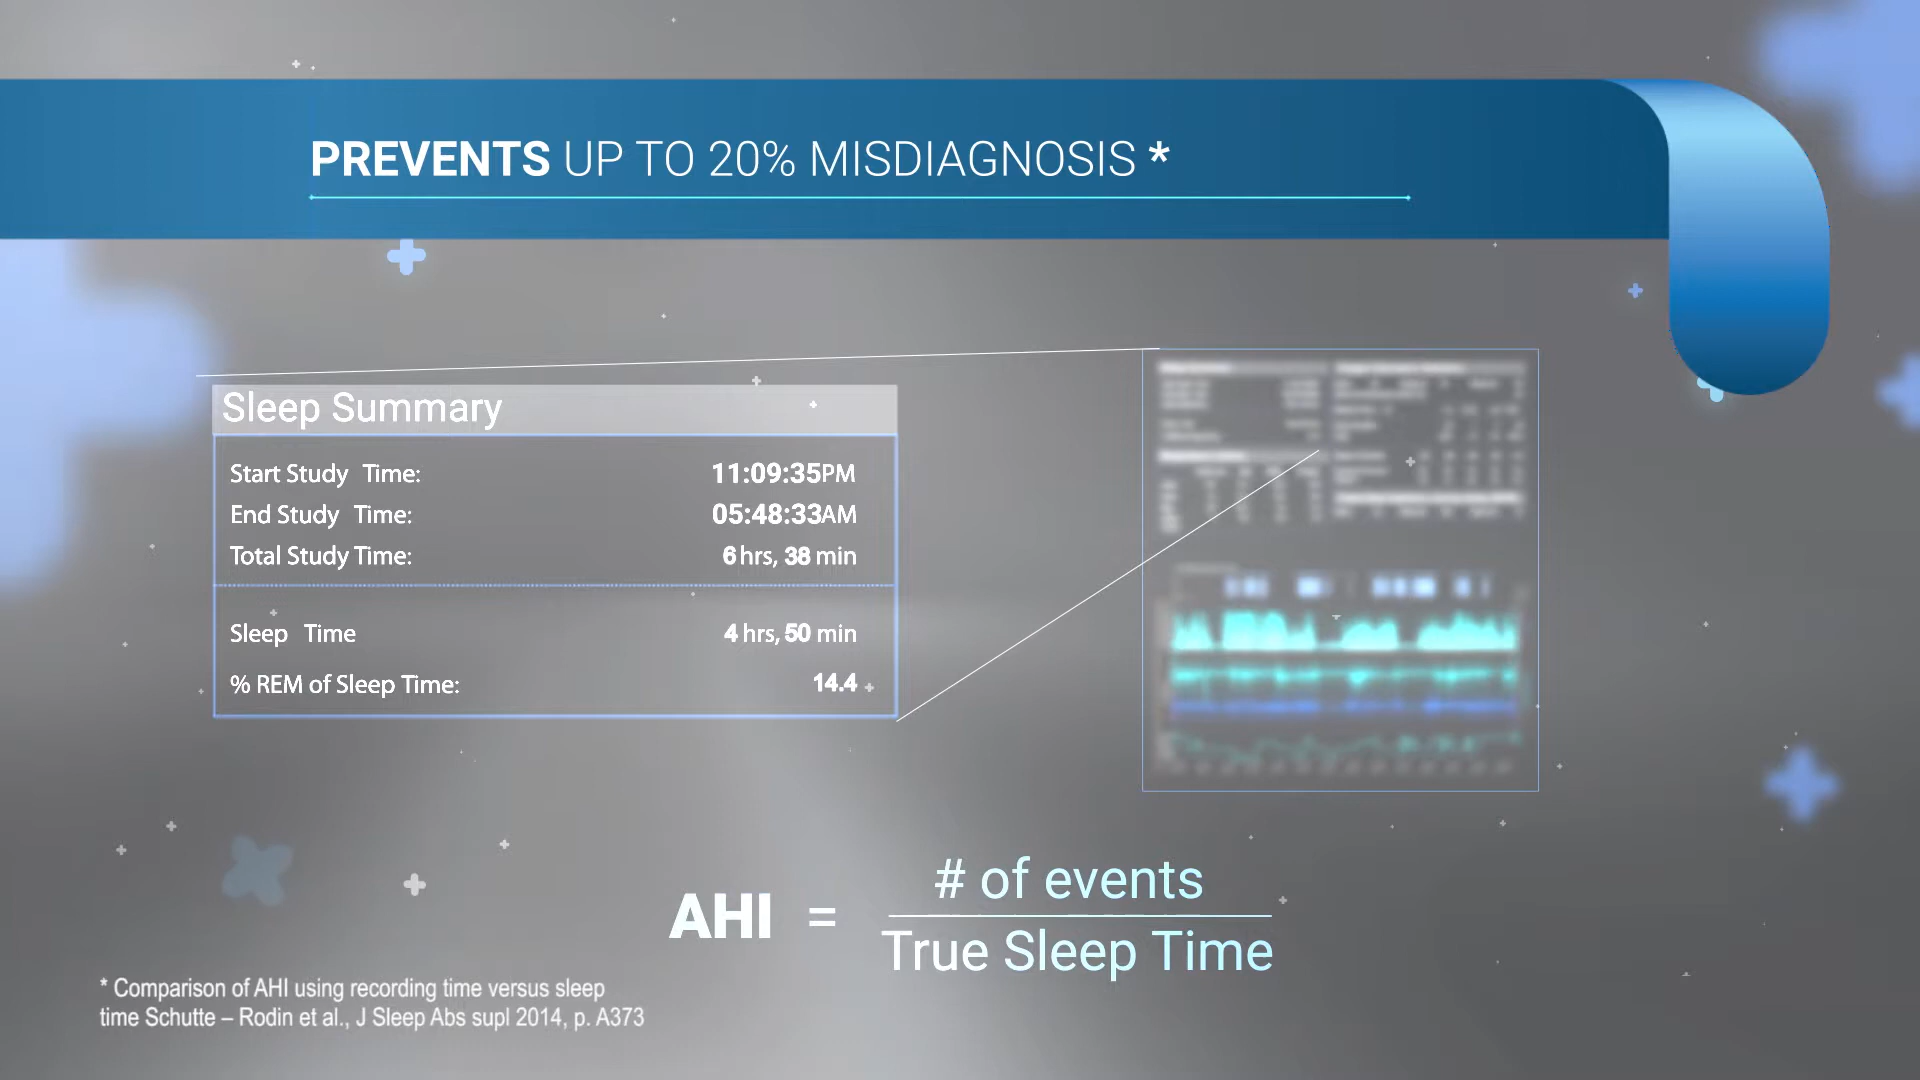 PREVENTS UP TO 20% MISDIAGNOSIS *
Sleep Summary
Start Study Time: 11:09:35PM
End Study Time: 05:48:33AM
Total Study Time: 6 hrs, 38 min
Sleep Time 4 hrs, 50 min
% REM of Sleep Time: 14.4
# of events
AHI =
True Sleep Time
* Comparison of AHI using recording time versus sleep
time Schutte – Rodin et al., J Sleep Abs supl 2014, p. A373